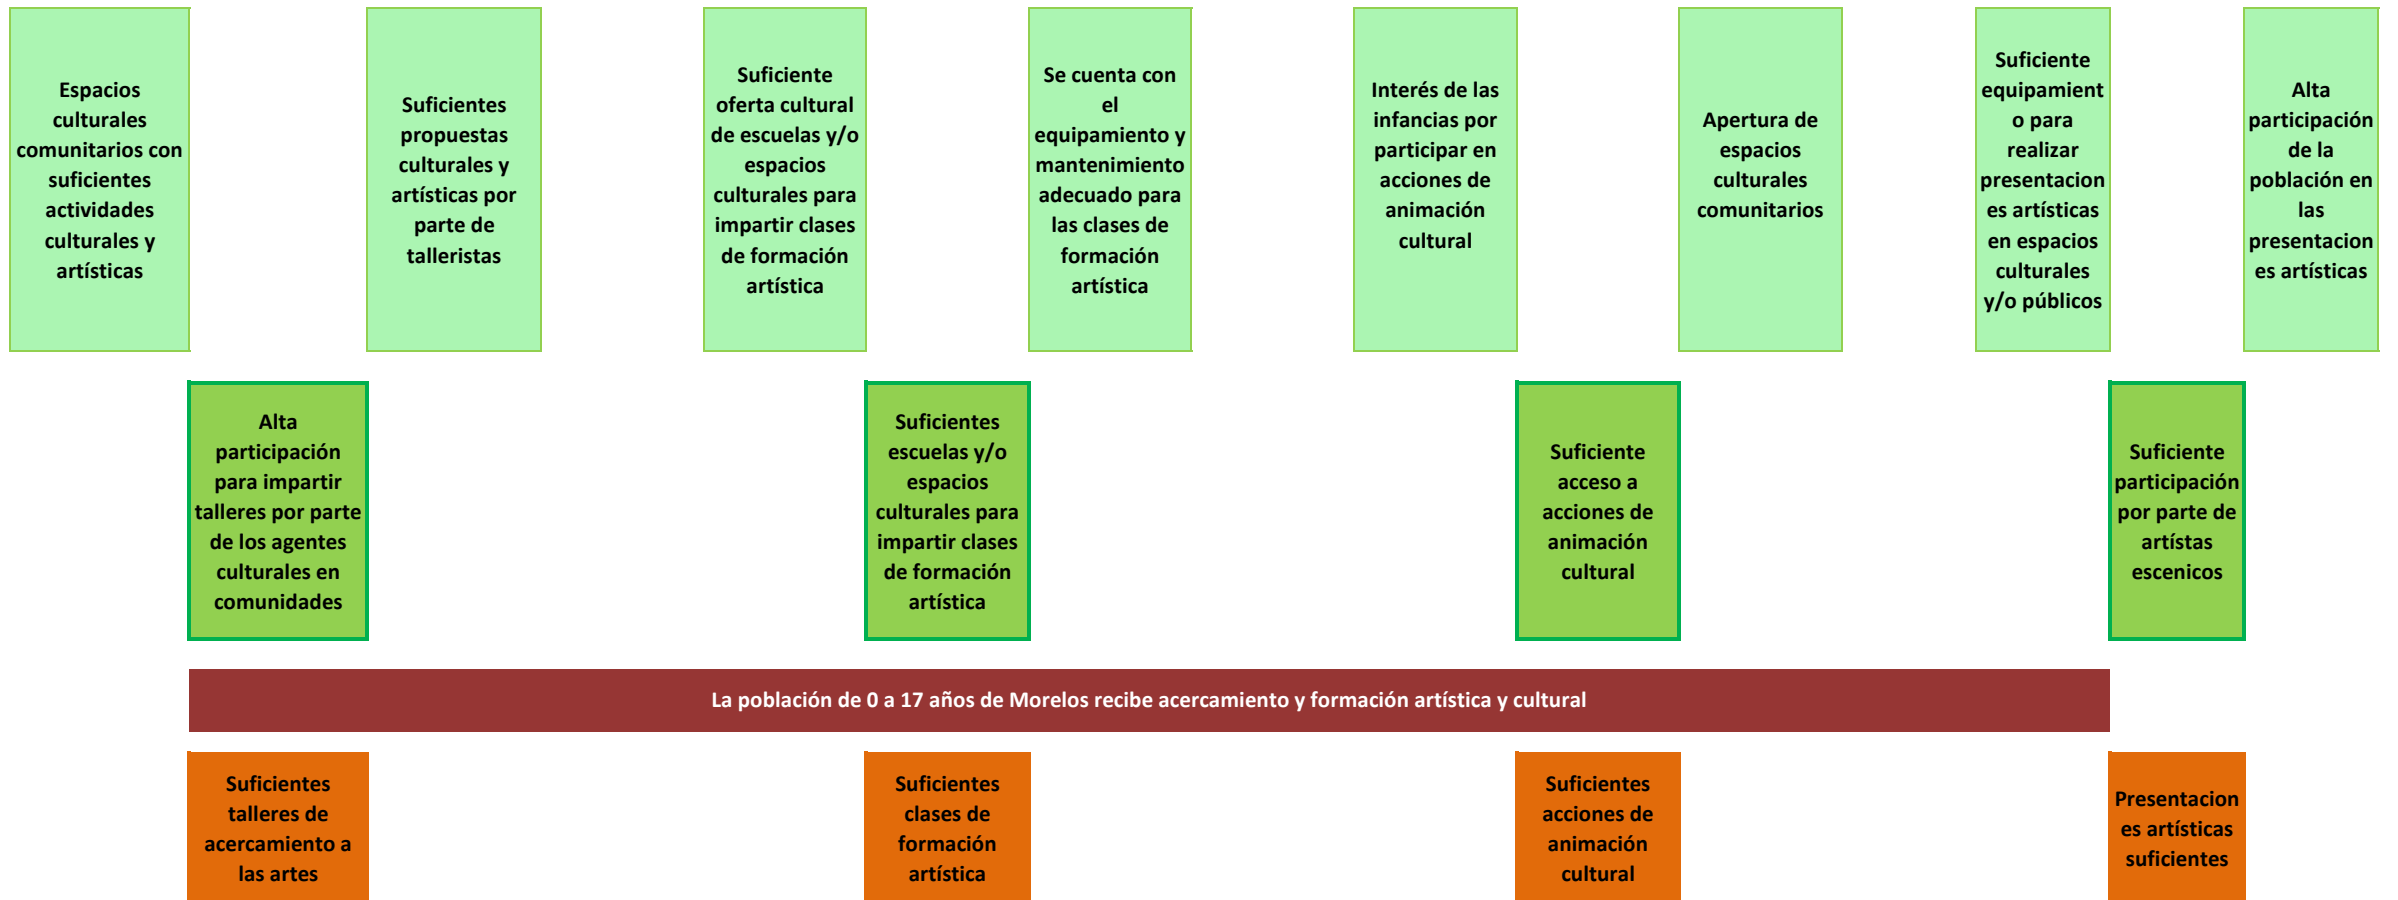 Espacios
culturales
comunitarios con
suficientes
actividades
culturales y
artísticas
Suficientes
propuestas
culturales y
artísticas por
parte de
talleristas
Suficiente
oferta cultural
de escuelas y/o
espacios
culturales para
impartir clases
de formación
artística
Se cuenta con
el
equipamiento y
mantenimiento
adecuado para
las clases de
formación
artística
Interés de las
infancias por
participar en
acciones de
animación
cultural
Apertura de
espacios
culturales
comunitarios
Suficiente
equipamient
o para
realizar
presentacion
es artísticas
en espacios
culturales
y/o públicos
Alta
participación
de la
población en
las
presentacion
es artísticas
Alta
participación
para impartir
talleres por parte
de los agentes
culturales en
comunidades
Suficientes
escuelas y/o
espacios
culturales para
impartir clases
de formación
artística
Suficiente
acceso a
acciones de
animación
cultural
Suficiente
participación
por parte de
artístas
escenicos
La población de 0 a 17 años de Morelos recibe acercamiento y formación artística y cultural
Suficientes
talleres de
acercamiento a
las artes
Suficientes
clases de
formación
artística
Suficientes
acciones de
animación
cultural
Presentacion
es artísticas
suficientes